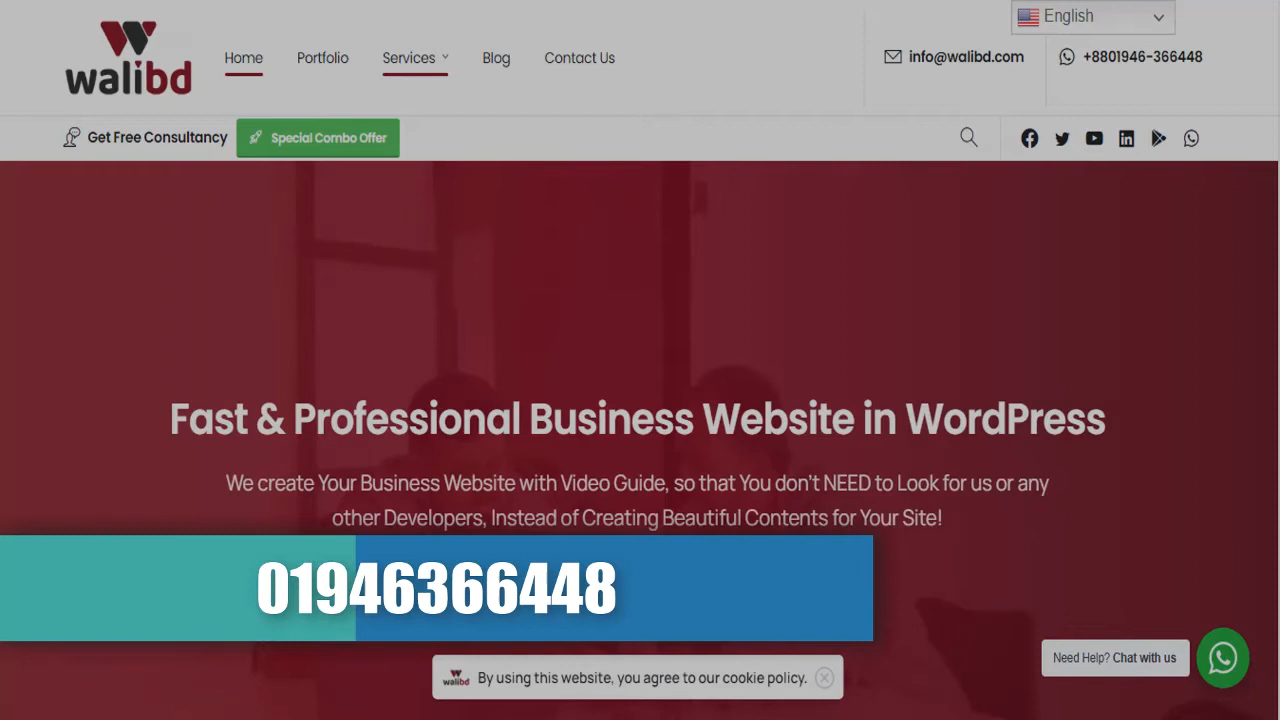 English
walibd
Home Portfolio Services Blog Contact Us
info@walibd.com
+8801946-366448
Get Free Consultancy
Special Combo Offer
Fast & Professional Business Website in WordPress
We create Your Business Website with Video Guide, so that You don't NEED to Look for us or any
other Developers, Instead of Creating Beautiful Contents for Your Site!
01946366448
Need Help? Chat with us
walibd
By using this website, you agree to our cookie policy.